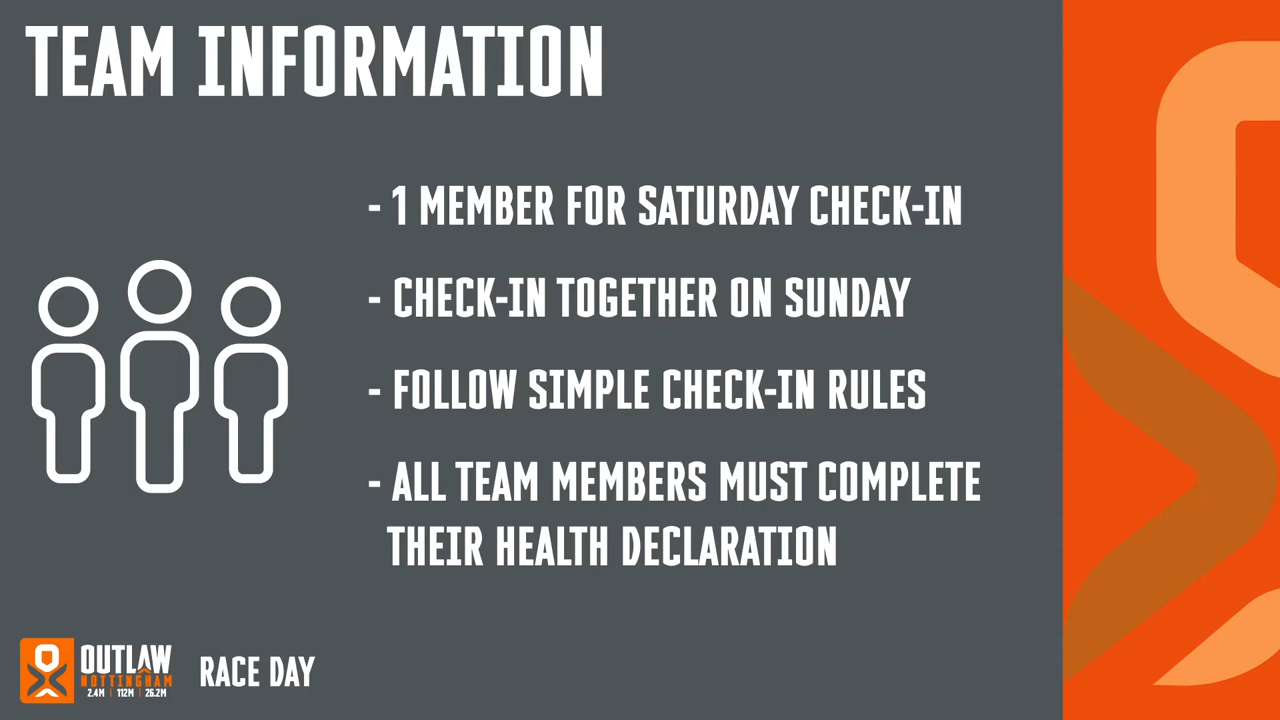 TEAM INFORMATION
- 1 MEMBER FOR SATURDAY CHECK-IN
- CHECK-IN TOGETHER ON SUNDAY
- FOLLOW SIMPLE CHECK-IN RULES
- ALL TEAM MEMBERS MUST COMPLETE
THEIR HEALTH DECLARATION
OUTLAW
NOTTINGHAM
2.4M | 112M | 26.2M
RACE DAY